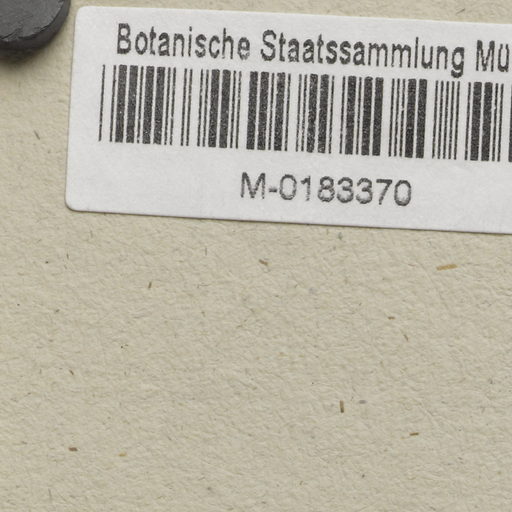 Botanische Staatssammlung Mü
M-0183370